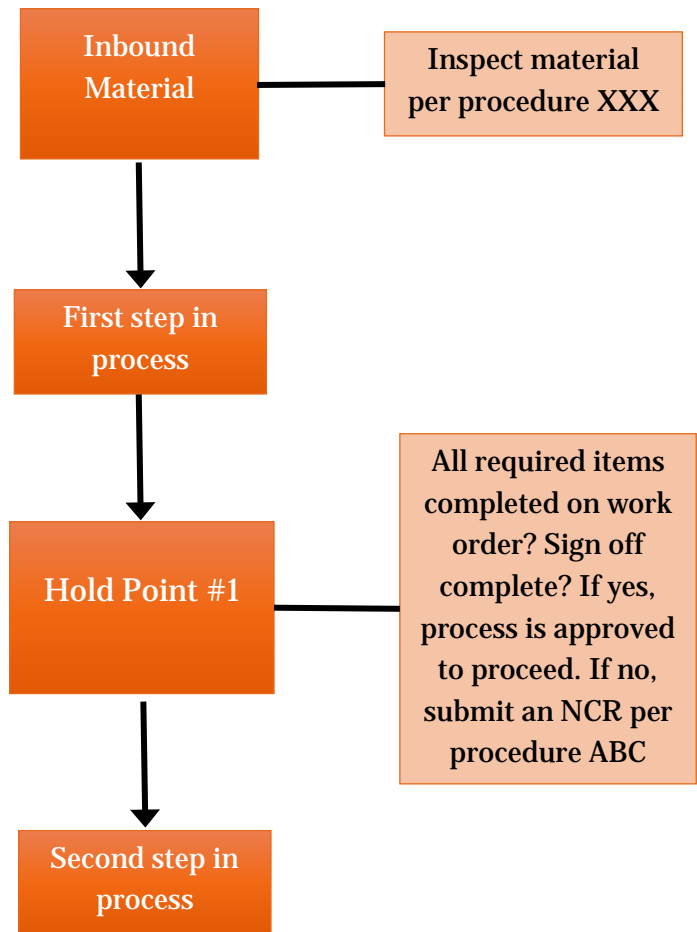 Inbound
Material
Inspect material
per procedure XXX
First step in
process
Hold Point #1
All required items
completed on work
order? Sign off
complete? If yes,
process is approved
to proceed. If no,
submit an NCR per
procedure ABC
Second step in
process